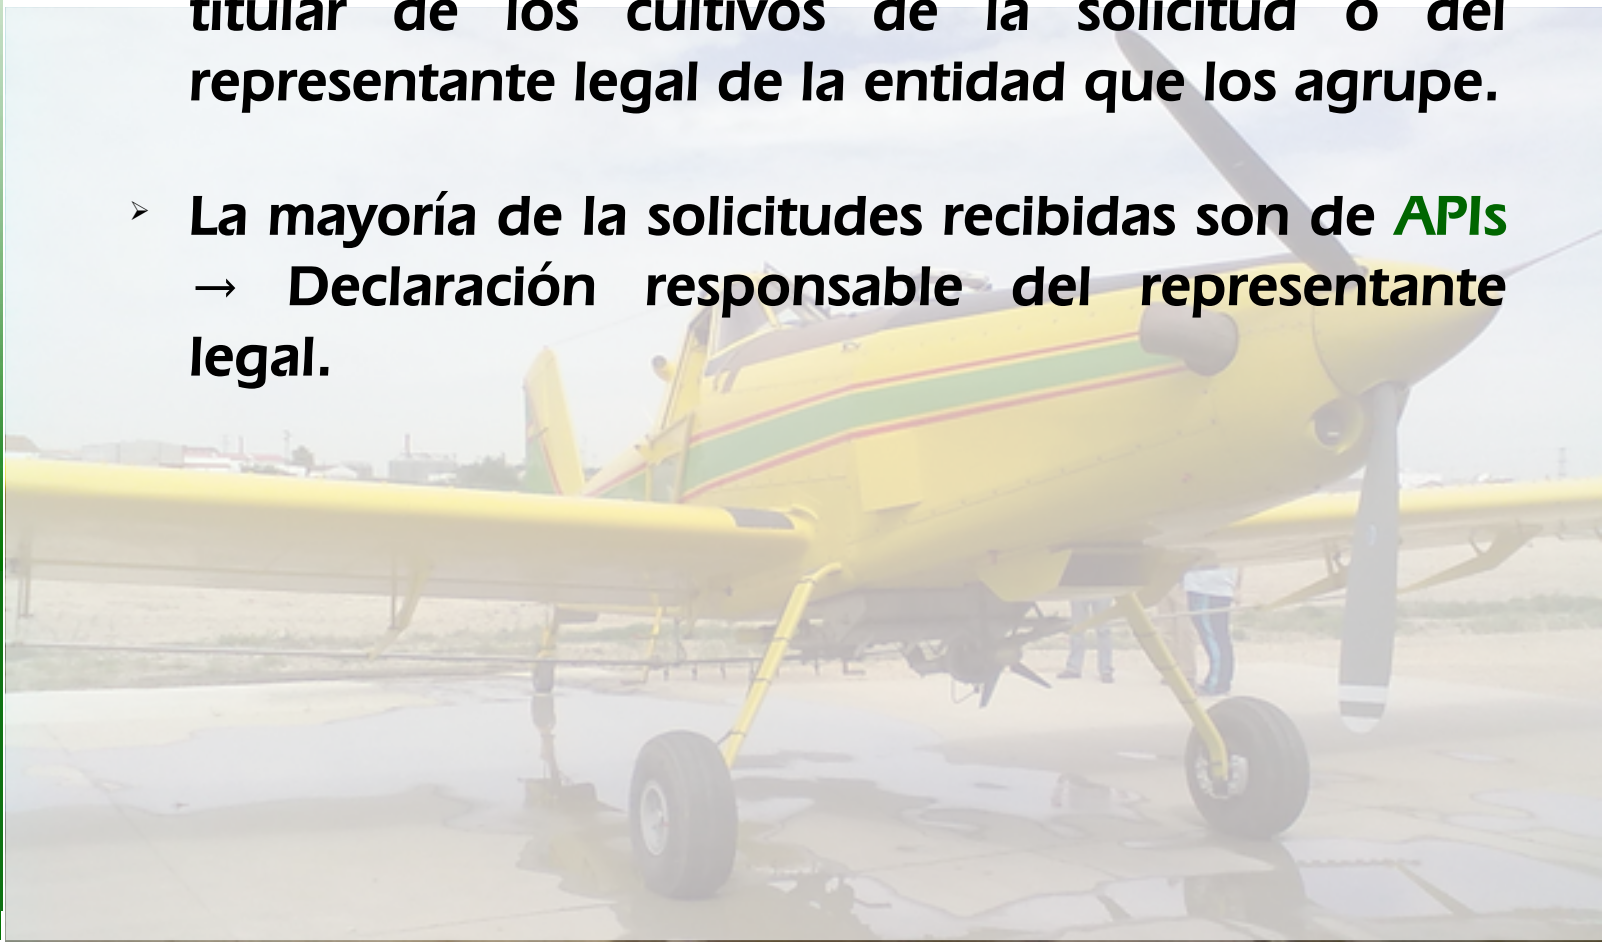 titular de los cultivos de la solicitud o del
representante legal de la entidad que los agrupe.
➢ La mayoría de la solicitudes recibidas son de APIs
→ Declaración responsable del representante
legal.